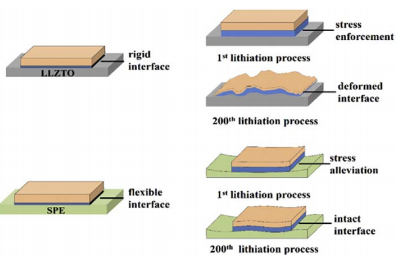 stress
enforcement
rigid
interface
LLZTO
1st lithiation process
deformed
interface
200th lithiation process
stress
alleviation
flexible
interface
SPE
1st lithiation process
intact
interface
200th lithiation process